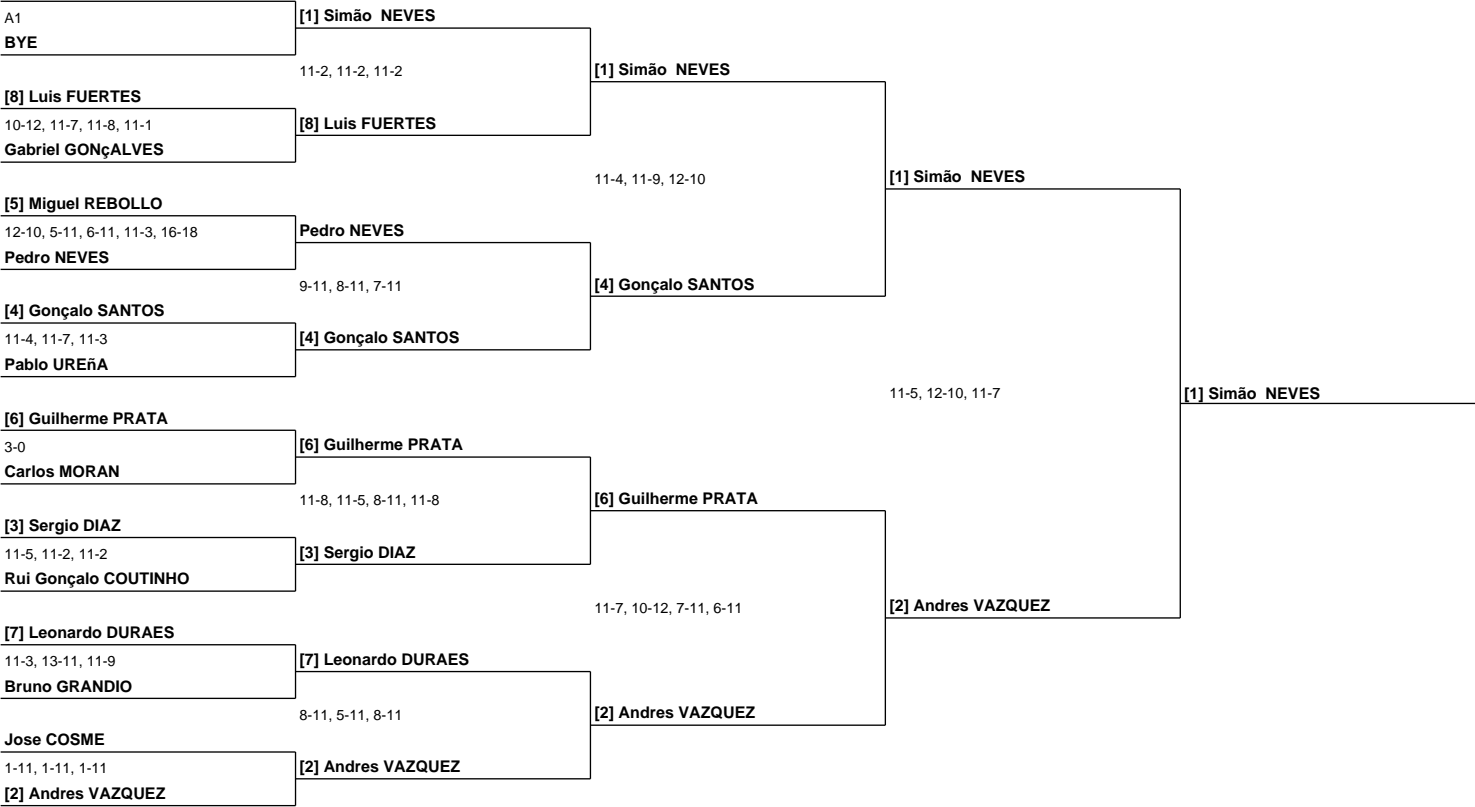 A1
BYE
[8] Luis FUERTES
10-12, 11-7, 11-8, 11-1
Gabriel GONçALVES
[5] Miguel REBOLLO
12-10, 5-11, 6-11, 11-3, 16-18
Pedro NEVES
[4] Gonçalo SANTOS
11-4, 11-7, 11-3
Pablo UREñA
[6] Guilherme PRATA
3-0
Carlos MORAN
[3] Sergio DIAZ
11-5, 11-2, 11-2
Rui Gonçalo COUTINHO
[7] Leonardo DURAES
11-3, 13-11, 11-9
Bruno GRANDIO
Jose COSME
1-11, 1-11, 1-11
[2] Andres VAZQUEZ
[1] Simão  NEVES
11-2, 11-2, 11-2
[8] Luis FUERTES
Pedro NEVES
9-11, 8-11, 7-11
[4] Gonçalo SANTOS
[6] Guilherme PRATA
11-8, 11-5, 8-11, 11-8
[3] Sergio DIAZ
[7] Leonardo DURAES
8-11, 5-11, 8-11
[2] Andres VAZQUEZ
[1] Simão  NEVES
11-4, 11-9, 12-10
[4] Gonçalo SANTOS
[6] Guilherme PRATA
11-7, 10-12, 7-11, 6-11
[2] Andres VAZQUEZ
[1] Simão  NEVES
11-5, 12-10, 11-7
[2] Andres VAZQUEZ
[1] Simão  NEVES